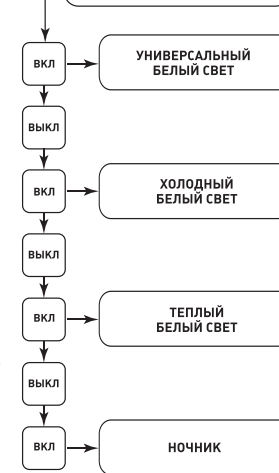 ВКЛ
УНИВЕРСАЛЬНЫЙ
БЕЛЫЙ СВЕТ
ВЫКЛ
ВКЛ
ХОЛОДНЫЙ
БЕЛЫЙ СВЕТ
ВЫКЛ
ВКЛ
ТЕПЛЫЙ
БЕЛЫЙ СВЕТ
ВЫКЛ
ВКЛ
НОЧНИК